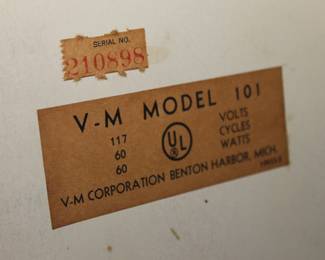 SERIAL NO.
210898
V-M MODEL 101
117 VOLTS
60 UL CYCLES
60 WATTS
V-M CORPORATION BENTON HARBOR, MICH.